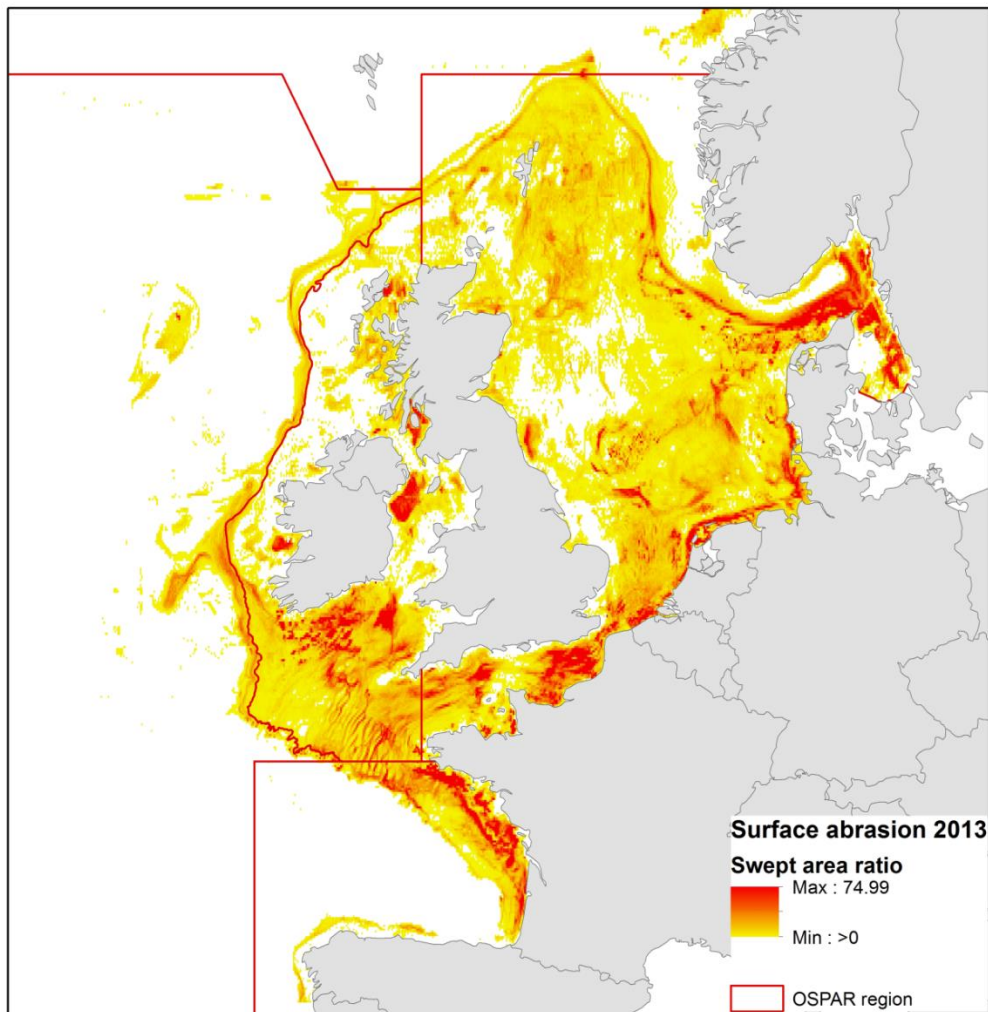 Surface abrasion 2013
Swept area ratio
Max : 74.99
Min : >0
OSPAR region